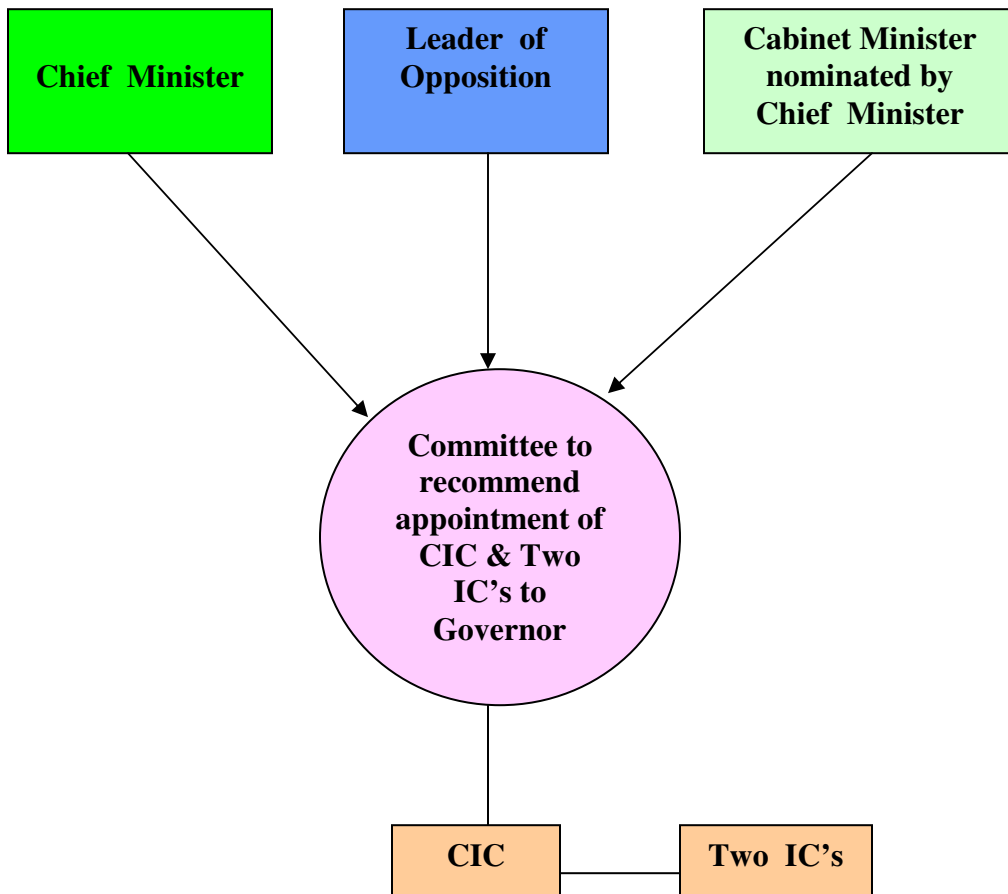 Chief Minister
Leader of
Opposition
Cabinet Minister
nominated by
Chief Minister
Committee to
recommend
appointment of
CIC & Two
IC’s to
Governor
CIC
Two IC’s